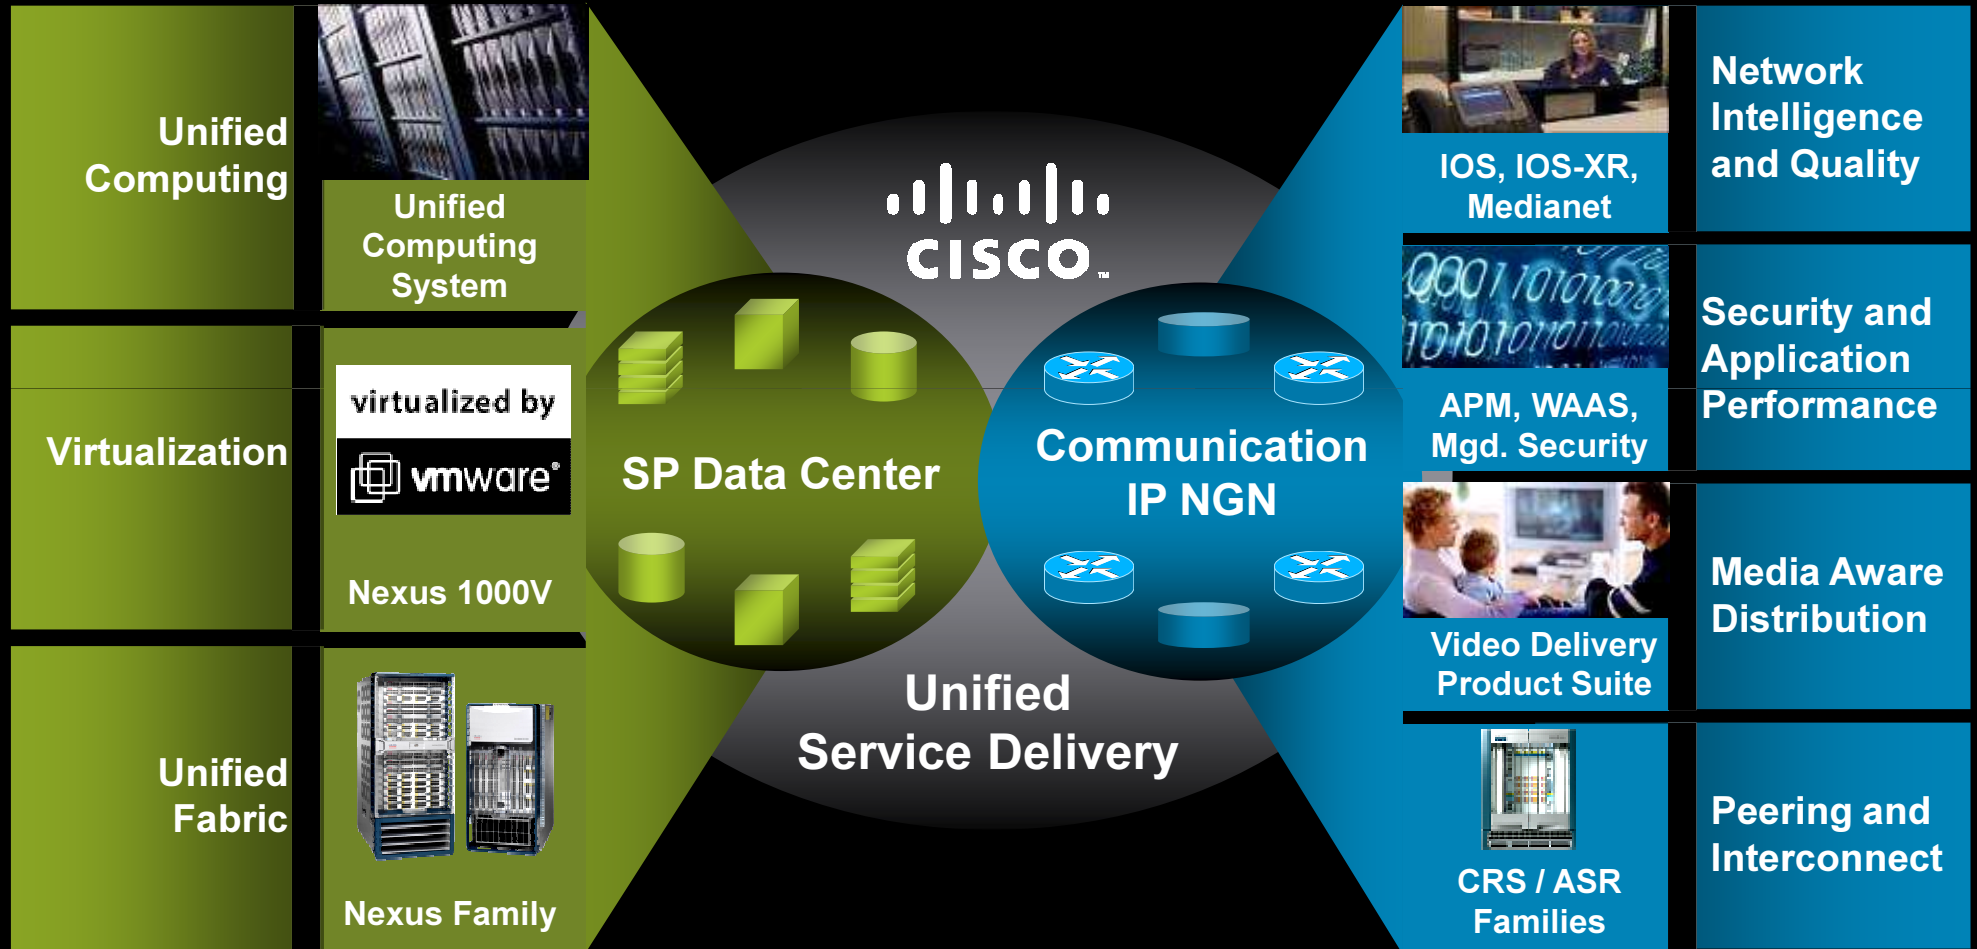 Unified
Computing
Unified
Computing
System
Virtualization
virtualized by
vmware®
Nexus 1000V
Unified
Fabric
Nexus Family
CISCO™
SP Data Center
Communication
IP NGN
Unified
Service Delivery
IOS, IOS-XR,
Medianet
Network
Intelligence
and Quality
APM, WAAS,
Mgd. Security
Security and
Application
Performance
Video Delivery
Product Suite
Media Aware
Distribution
CRS / ASR
Families
Peering and
Interconnect